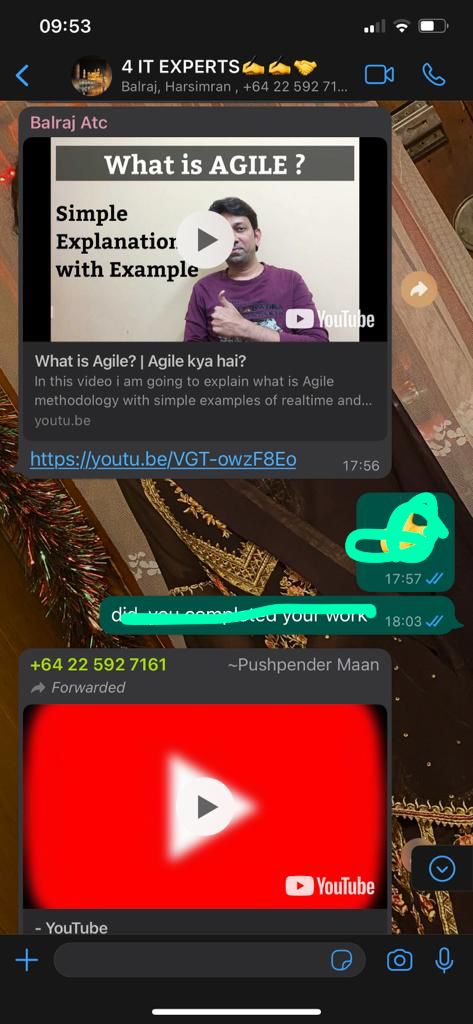 09:53
4 IT EXPERTS✍️✍️🤝
Balraj, Harsimran , +64 22 592 71...
Balraj Atc
What is AGILE ?
Simple
Explanation
with Example
YouTube
What is Agile? | Agile kya hai?
In this video i am going to explain what is Agile
methodology with simple examples of realtime and...
youtu.be
https://youtu.be/VGT-owzF8Eo
17:56
17:57
did you completed your work
18:03
+64 22 592 7161 ~Pushpender Maan
Forwarded
YouTube
- YouTube